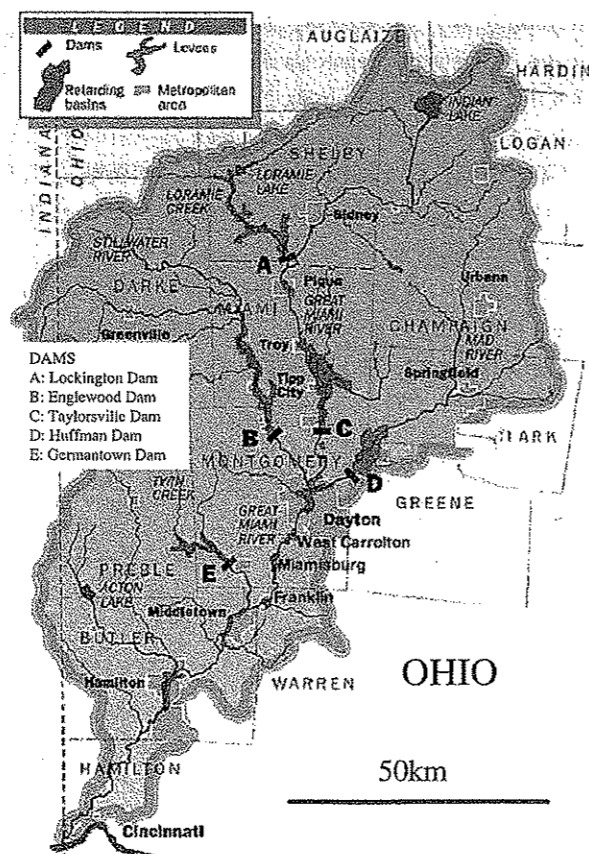 LEGEND
Dams
Levees
Retarding
basins
Metropolitan
area
AUGLAIZE
HARDIN
INDIAN
LAKE
LOGAN
INDIANA
OHIO
SHELBY
LORAMIE
LAKE
LORAMIE
CREEK
Sidney
STILLWATER
RIVER
A
Piqua
Urbana
DARKE
MIAMI
GREAT
MIAMI
RIVER
CHAMPAIGN
MAD
RIVER
Greenville
Troy
Springfield
DAMS
A: Lockington Dam
B: Englewood Dam
C: Taylorsville Dam
D: Huffman Dam
E: Germantown Dam
Tipp
City
B
C
CLARK
MONTGOMERY
D
GREENE
TWIN
CREEK
GREAT
MIAMI
RIVER
Dayton
West Carrolton
E
Miamisburg
PREBLE
ACTON
LAKE
Franklin
Middletown
BUTLER
Hamilton
WARREN
OHIO
HAMILTON
50km
Cincinnati